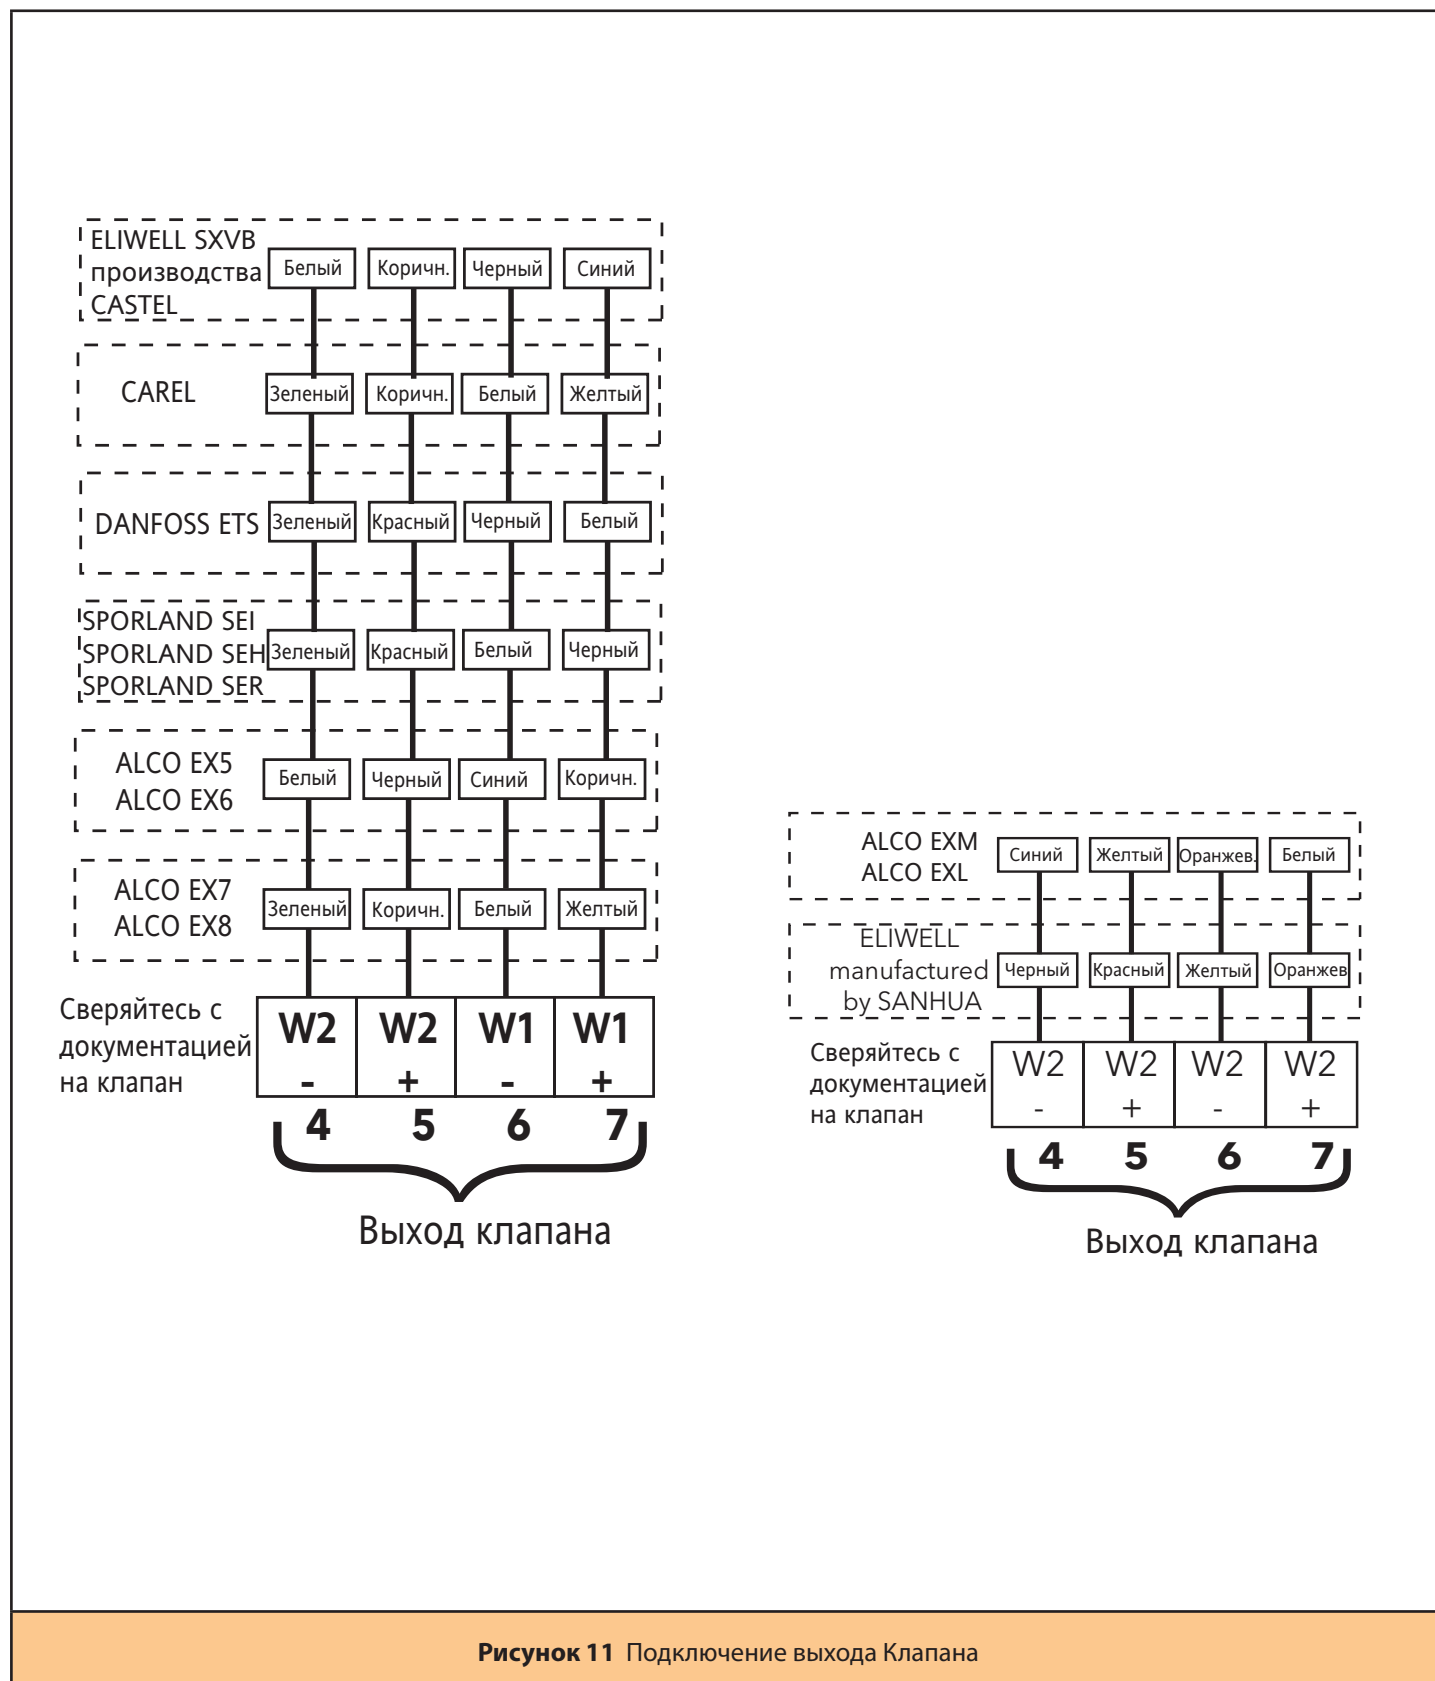 ELIWELL SXVB
производства
CASTEL
Белый Коричн. Черный Синий
CAREL
Зеленый Коричн. Белый Желтый
DANFOSS ETS
Зеленый Красный Черный Белый
SPORLAND SEI
SPORLAND SEH
SPORLAND SER
Зеленый Красный Белый Черный
ALCO EX5
ALCO EX6
Белый Черный Синий Коричн.
ALCO EX7
ALCO EX8
Зеленый Коричн. Белый Желтый
Сверяйтесь с
документацией
на клапан
W2 W2 W1 W1
- + - +
4 5 6 7
Выход клапана
ALCO EXM
ALCO EXL
Синий Желтый Оранжев. Белый
ELIWELL
manufactured
by SANHUA
Черный Красный Желтый Оранжев
Сверяйтесь с
документацией
на клапан
W2 W2 W2 W2
- + - +
4 5 6 7
Выход клапана
Рисунок 11 Подключение выхода Клапана